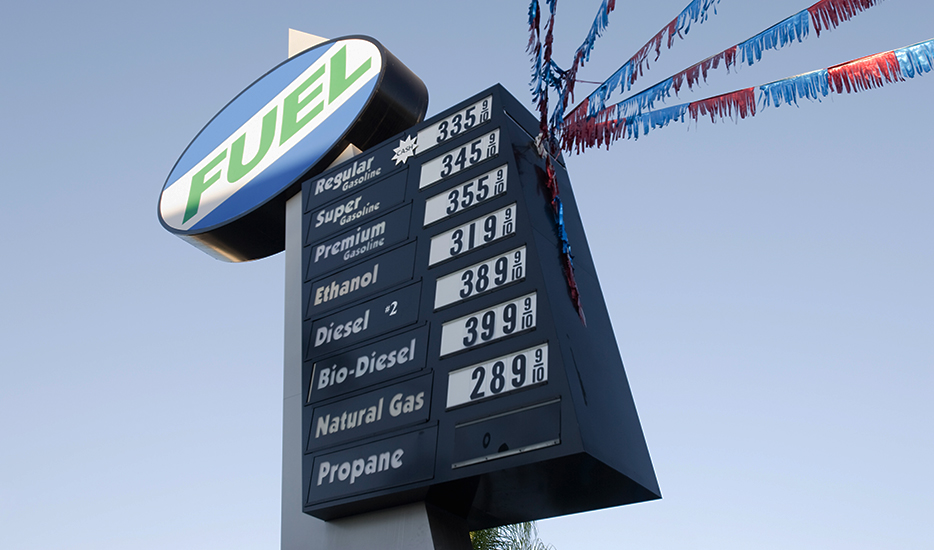 FUEL
Regular Gasoline CASH 335 9/10
Super Gasoline 345 9/10
Premium Gasoline 355 9/10
Ethanol 319 9/10
Diesel #2 389 9/10
Bio-Diesel 399 9/10
Natural Gas 289 9/10
Propane